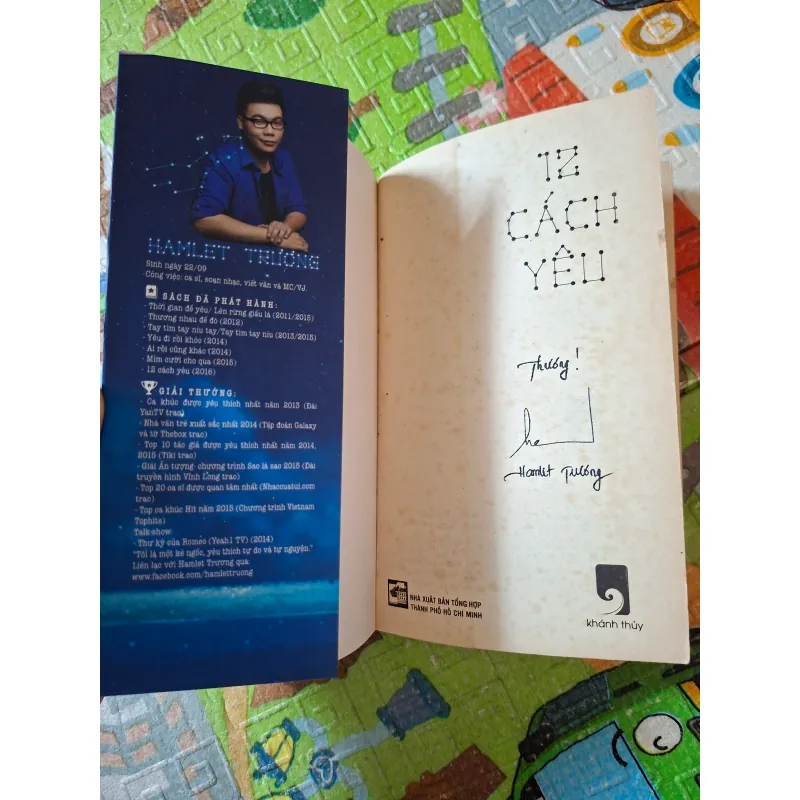 HAMLET TRƯƠNG
Sinh ngày 22/09
Công việc: ca sĩ, soạn nhạc, viết văn và MC/VJ.
SÁCH ĐÃ PHÁT HÀNH:
- Thời gian để yêu/ Lên rừng giấu lá (2011/2015)
- Thương nhau để đó (2012)
- Tay tìm tay níu tay/Tay tìm tay níu (2013/2015)
- Yêu đi rồi khóc (2014)
- Ai rồi cũng khác (2014)
- Mỉm cười cho qua (2015)
- 12 cách yêu (2016)
GIẢI THƯỞNG:
- Ca khúc được yêu thích nhất năm 2013 (Đài
YanTV trao)
- Nhà văn trẻ xuất sắc nhất 2014 (Tập đoàn Galaxy
và tờ Thebox trao)
- Top 10 tác giả được yêu thích nhất năm 2014,
2015 (Tiki trao)
- Giải Ấn tượng chương trình Sao là sao 2015 (Đài
truyền hình Vĩnh Long trao)
- Top 20 ca sĩ được quan tâm nhất (Nhaccuatui.com
trao)
- Top ca khúc Hit năm 2015 (Chương trình Vietnam
Tophits)
Talk show:
- Thư ký của Romeo (Yeah1 TV) (2014)
"Tôi là một kẻ ngốc, yêu thích tự do và tự nguyện."
Liên lạc với Hamlet Trương qua:
www.facebook.com/hamlettruong
12
CÁCH
YÊU
Thương!
Hamlet Trương
NHÀ XUẤT BẢN TỔNG HỢP
THÀNH PHỐ HỒ CHÍ MINH
khánh thủy